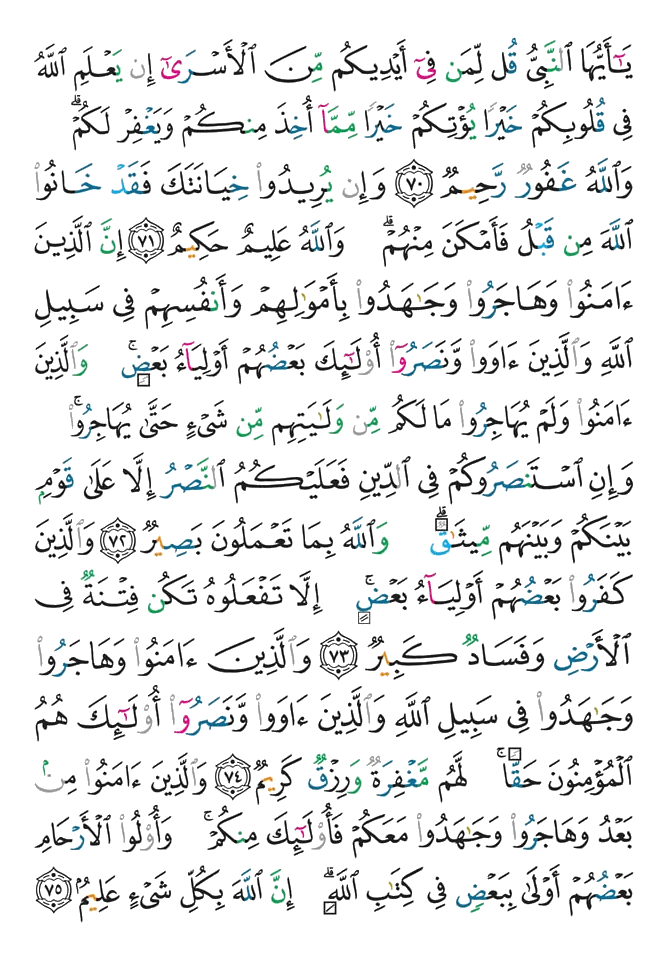 يَـٰٓأَيُّهَا ٱلنَّبِىُّ قُل لِّمَن فِىٓ أَيْدِيكُم مِّنَ ٱلْأَسْرَىٰٓ إِن يَعْلَمِ ٱللَّهُ
فِى قُلُوبِكُمْ خَيْرًا يُؤْتِكُمْ خَيْرًا مِّمَّآ أُخِذَ مِنكُمْ وَيَغْفِرْ لَكُمْ ۗ
وَٱللَّهُ غَفُورٌ رَّحِيمٌ ٧٠ وَإِن يُرِيدُوا۟ خِيَانَتَكَ فَقَدْ خَانُوا۟
ٱللَّهَ مِن قَبْلُ فَأَمْكَنَ مِنْهُمْ ۗ وَٱللَّهُ عَلِيمٌ حَكِيمٌ ٧١ إِنَّ ٱلَّذِينَ
ءَامَنُوا۟ وَهَاجَرُوا۟ وَجَـٰهَدُوا۟ بِأَمْوَٰلِهِمْ وَأَنفُسِهِمْ فِى سَبِيلِ
ٱللَّهِ وَٱلَّذِينَ ءَاوَوا۟ وَّنَصَرُوٓا۟ أُو۟لَـٰٓئِكَ بَعْضُهُمْ أَوْلِيَآءُ بَعْضٍ ۚ وَٱلَّذِينَ
ءَامَنُوا۟ وَلَمْ يُهَاجِرُوا۟ مَا لَكُم مِّن وَلَـٰيَتِهِم مِّن شَىْءٍ حَتَّىٰ يُهَاجِرُوا۟ ۚ
وَإِنِ ٱسْتَنصَرُوكُمْ فِى ٱلدِّينِ فَعَلَيْكُمُ ٱلنَّصْرُ إِلَّا عَلَىٰ قَوْمٍۭ
بَيْنَكُمْ وَبَيْنَهُم مِّيثَـٰقٌ ۗ وَٱللَّهُ بِمَا تَعْمَلُونَ بَصِيرٌ ٧٢ وَٱلَّذِينَ
كَفَرُوا۟ بَعْضُهُمْ أَوْلِيَآءُ بَعْضٍ ۚ إِلَّا تَفْعَلُوهُ تَكُن فِتْنَةٌ فِى
ٱلْأَرْضِ وَفَسَادٌ كَبِيرٌ ٧٣ وَٱلَّذِينَ ءَامَنُوا۟ وَهَاجَرُوا۟
وَجَـٰهَدُوا۟ فِى سَبِيلِ ٱللَّهِ وَٱلَّذِينَ ءَاوَوا۟ وَّنَصَرُوٓا۟ أُو۟لَـٰٓئِكَ هُمُ
ٱلْمُؤْمِنُونَ حَقًّا ۚ لَّهُم مَّغْفِرَةٌ وَرِزْقٌ كَرِيمٌ ٧٤ وَٱلَّذِينَ ءَامَنُوا۟ مِنۢ
بَعْدُ وَهَاجَرُوا۟ وَجَـٰهَدُوا۟ مَعَكُمْ فَأُو۟لَـٰٓئِكَ مِنكُمْ ۚ وَأُو۟لُوا۟ ٱلْأَرْحَامِ
بَعْضُهُمْ أَوْلَىٰ بِبَعْضٍ فِى كِتَـٰبِ ٱللَّهِ ۗ إِنَّ ٱللَّهَ بِكُلِّ شَىْءٍ عَلِيمٌۢ ٧٥